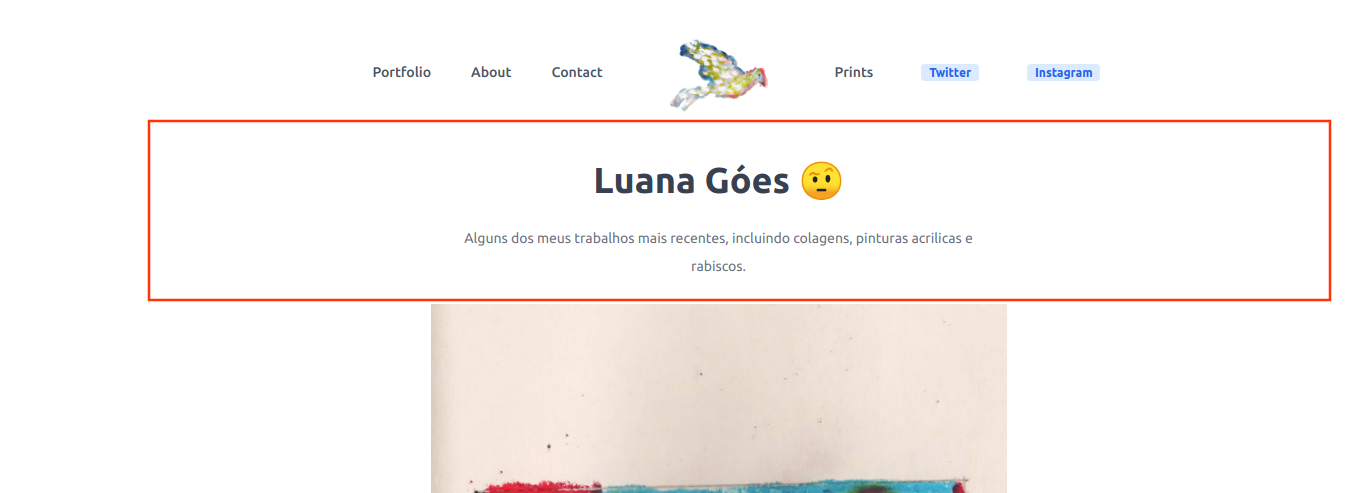 Portfolio About Contact Prints Twitter Instagram
Luana Góes 🤨
Alguns dos meus trabalhos mais recentes, incluindo colagens, pinturas acrilicas e
rabiscos.